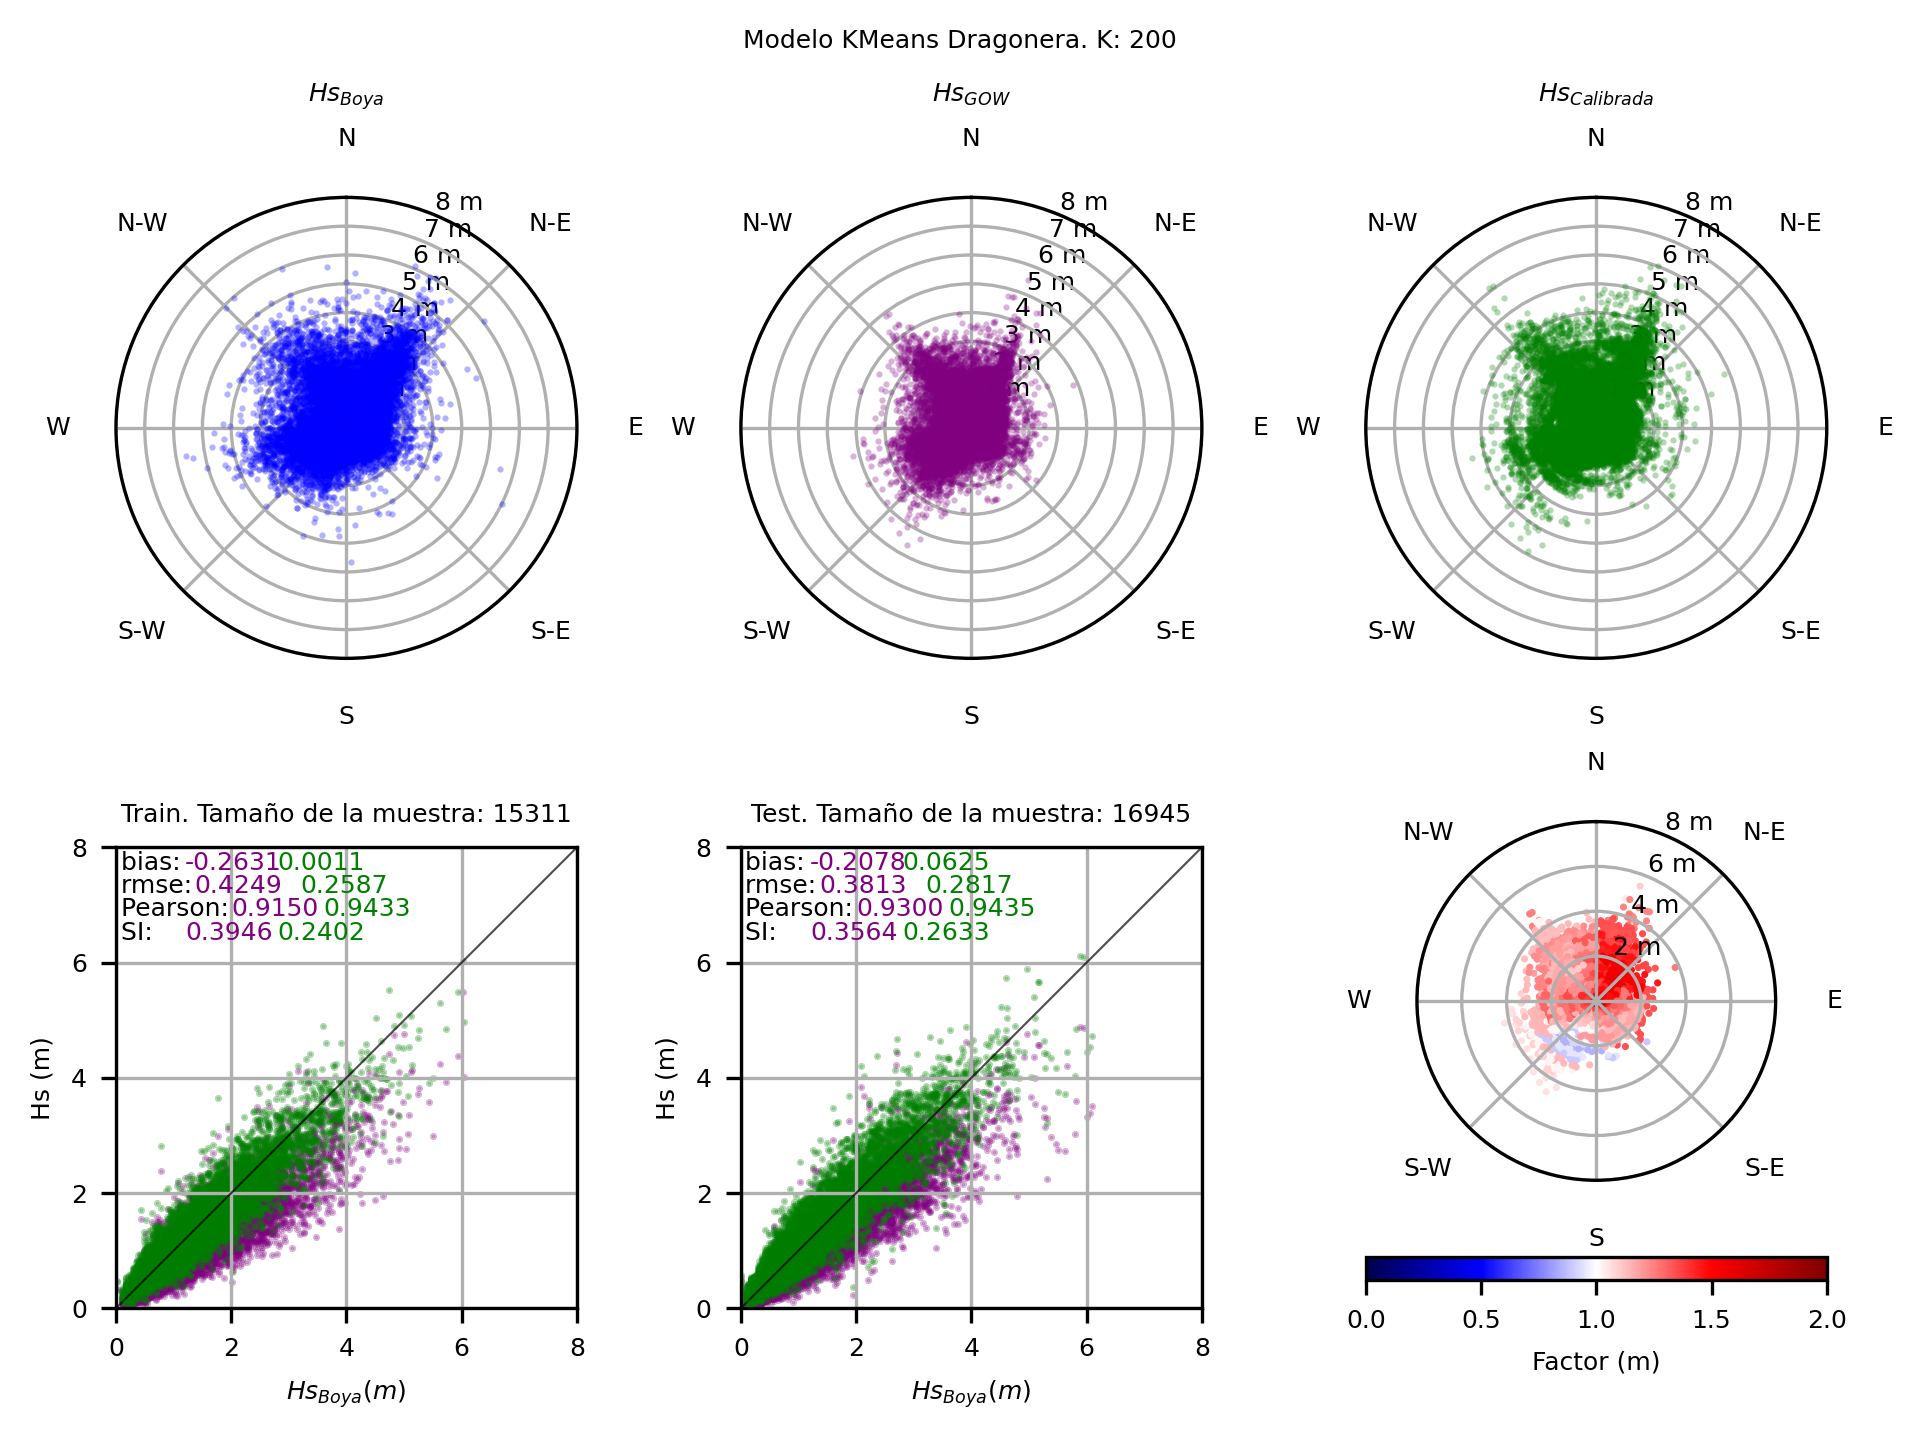 Modelo KMeans Dragonera. K: 200
Hs_Boya
N
N-W
N-E
W
E
S-W
S-E
S
8 m
7 m
6 m
5 m
4 m
3 m
Hs_GOW
N
N-W
N-E
W
E
S-W
S-E
S
8 m
7 m
6 m
5 m
4 m
3 m
m
m
Hs_Calibrada
N
N-W
N-E
W
E
S-W
S-E
S
8 m
7 m
6 m
5 m
4 m
m
m
Train. Tamaño de la muestra: 15311
bias: -0.2631 0.0011
rmse: 0.4249 0.2587
Pearson: 0.9150 0.9433
SI: 0.3946 0.2402
8
6
4
2
0
0 2 4 6 8
Hs (m)
Hs_Boya(m)
Test. Tamaño de la muestra: 16945
bias: -0.2078 0.0625
rmse: 0.3813 0.2817
Pearson: 0.9300 0.9435
SI: 0.3564 0.2633
8
6
4
2
0
0 2 4 6 8
Hs (m)
Hs_Boya(m)
N
N-W
N-E
W
E
S-W
S-E
S
8 m
6 m
4 m
2 m
0.0 0.5 1.0 1.5 2.0
Factor (m)